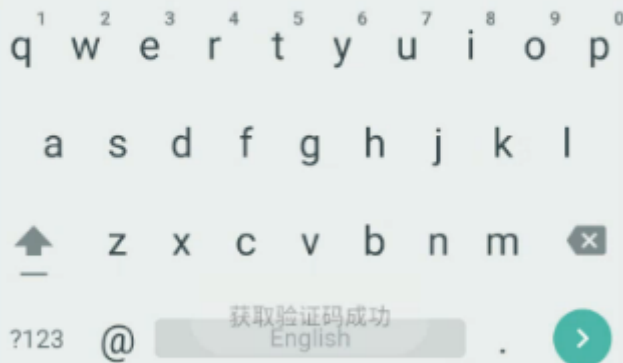 1 2 3 4 5 6 7 8 9 0
q w e r t y u i o p
a s d f g h j k l
z x c v b n m
获取验证码成功
?123 @ English .